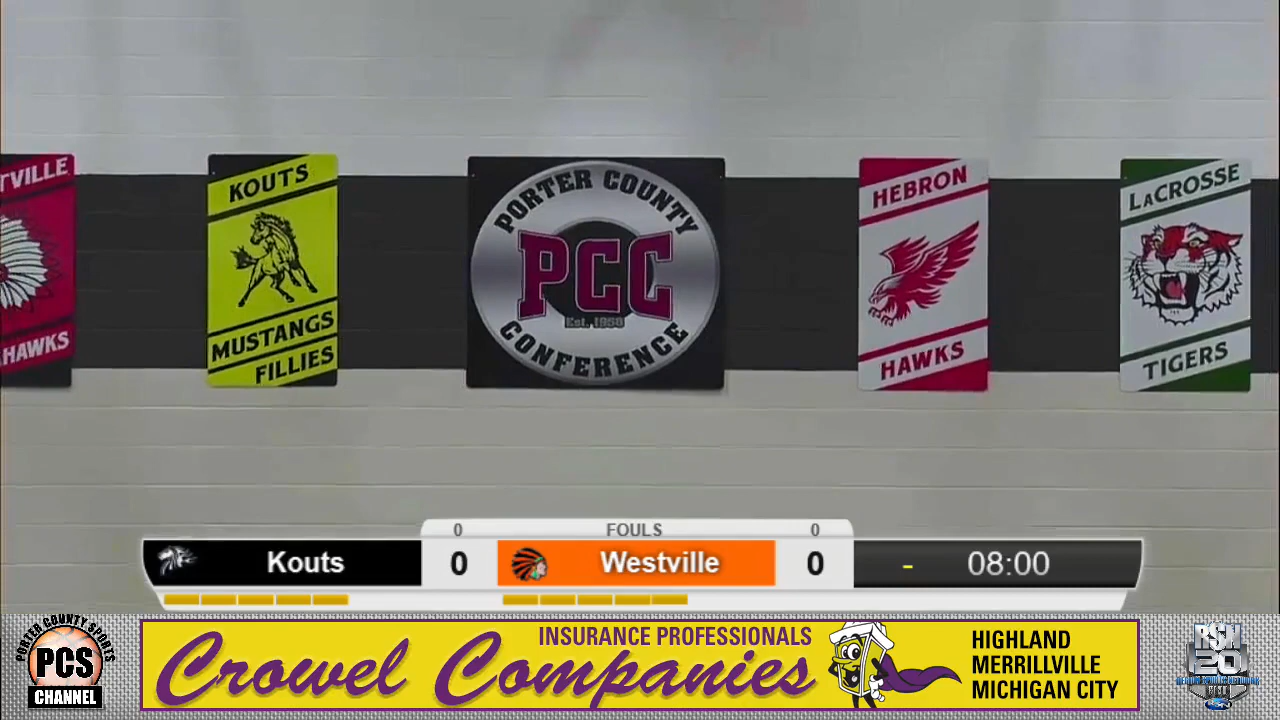 TVILLE
HAWKS
KOUTS
MUSTANGS
FILLIES
PORTER COUNTY
PCC
Est. 1958
CONFERENCE
HEBRON
HAWKS
LACROSSE
TIGERS
0 FOULS 0
Kouts 0 Westville 0 - 08:00
PORTER COUNTY SPORTS
PCS
CHANNEL
Crowel Companies
INSURANCE PROFESSIONALS
HIGHLAND
MERRILLVILLE
MICHIGAN CITY
RSN
20